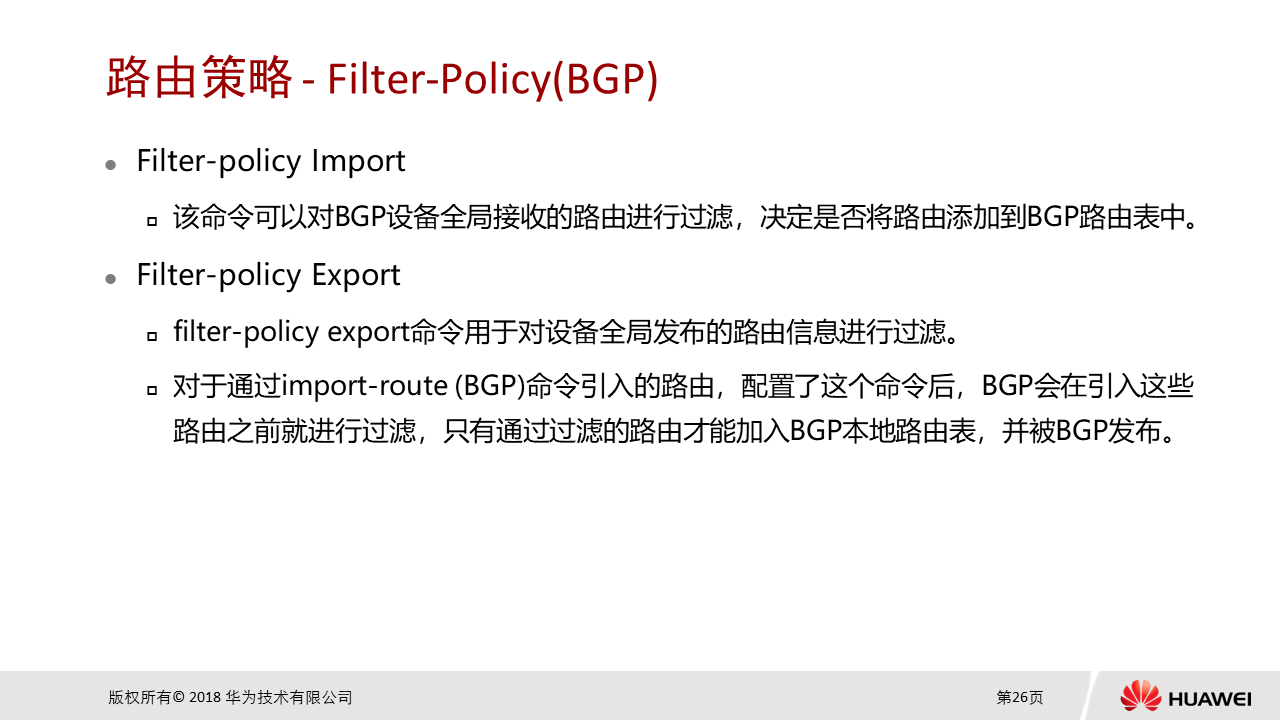 路由策略 - Filter-Policy(BGP)
Filter-policy Import
该命令可以对BGP设备全局接收的路由进行过滤，决定是否将路由添加到BGP路由表中。
Filter-policy Export
filter-policy export命令用于对设备全局发布的路由信息进行过滤。
对于通过import-route (BGP)命令引入的路由，配置了这个命令后，BGP会在引入这些
路由之前就进行过滤，只有通过过滤的路由才能加入BGP本地路由表，并被BGP发布。
版权所有© 2018 华为技术有限公司
第26页
HUAWEI